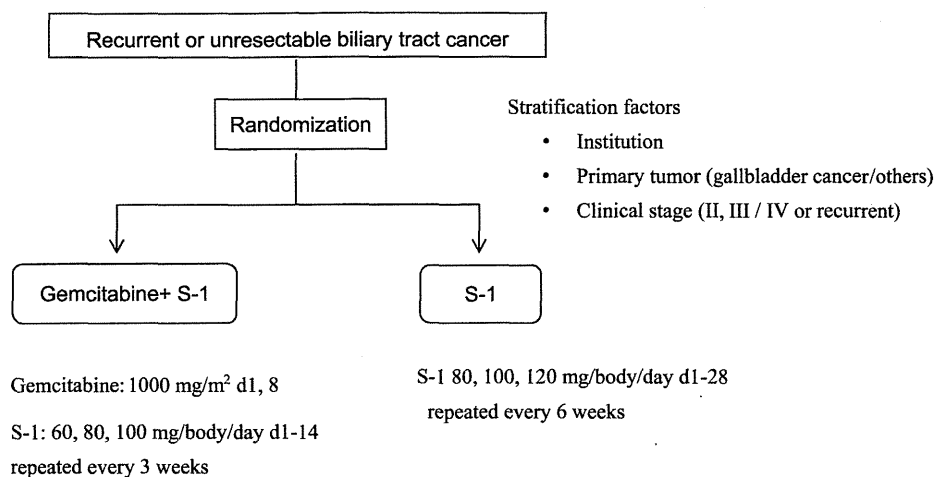 Recurrent or unresectable biliary tract cancer
Randomization
Stratification factors
• Institution
• Primary tumor (gallbladder cancer/others)
• Clinical stage (II, III / IV or recurrent)
Gemcitabine+ S-1
S-1
Gemcitabine: 1000 mg/m² d1, 8
S-1: 60, 80, 100 mg/body/day d1-14
repeated every 3 weeks
S-1 80, 100, 120 mg/body/day d1-28
repeated every 6 weeks